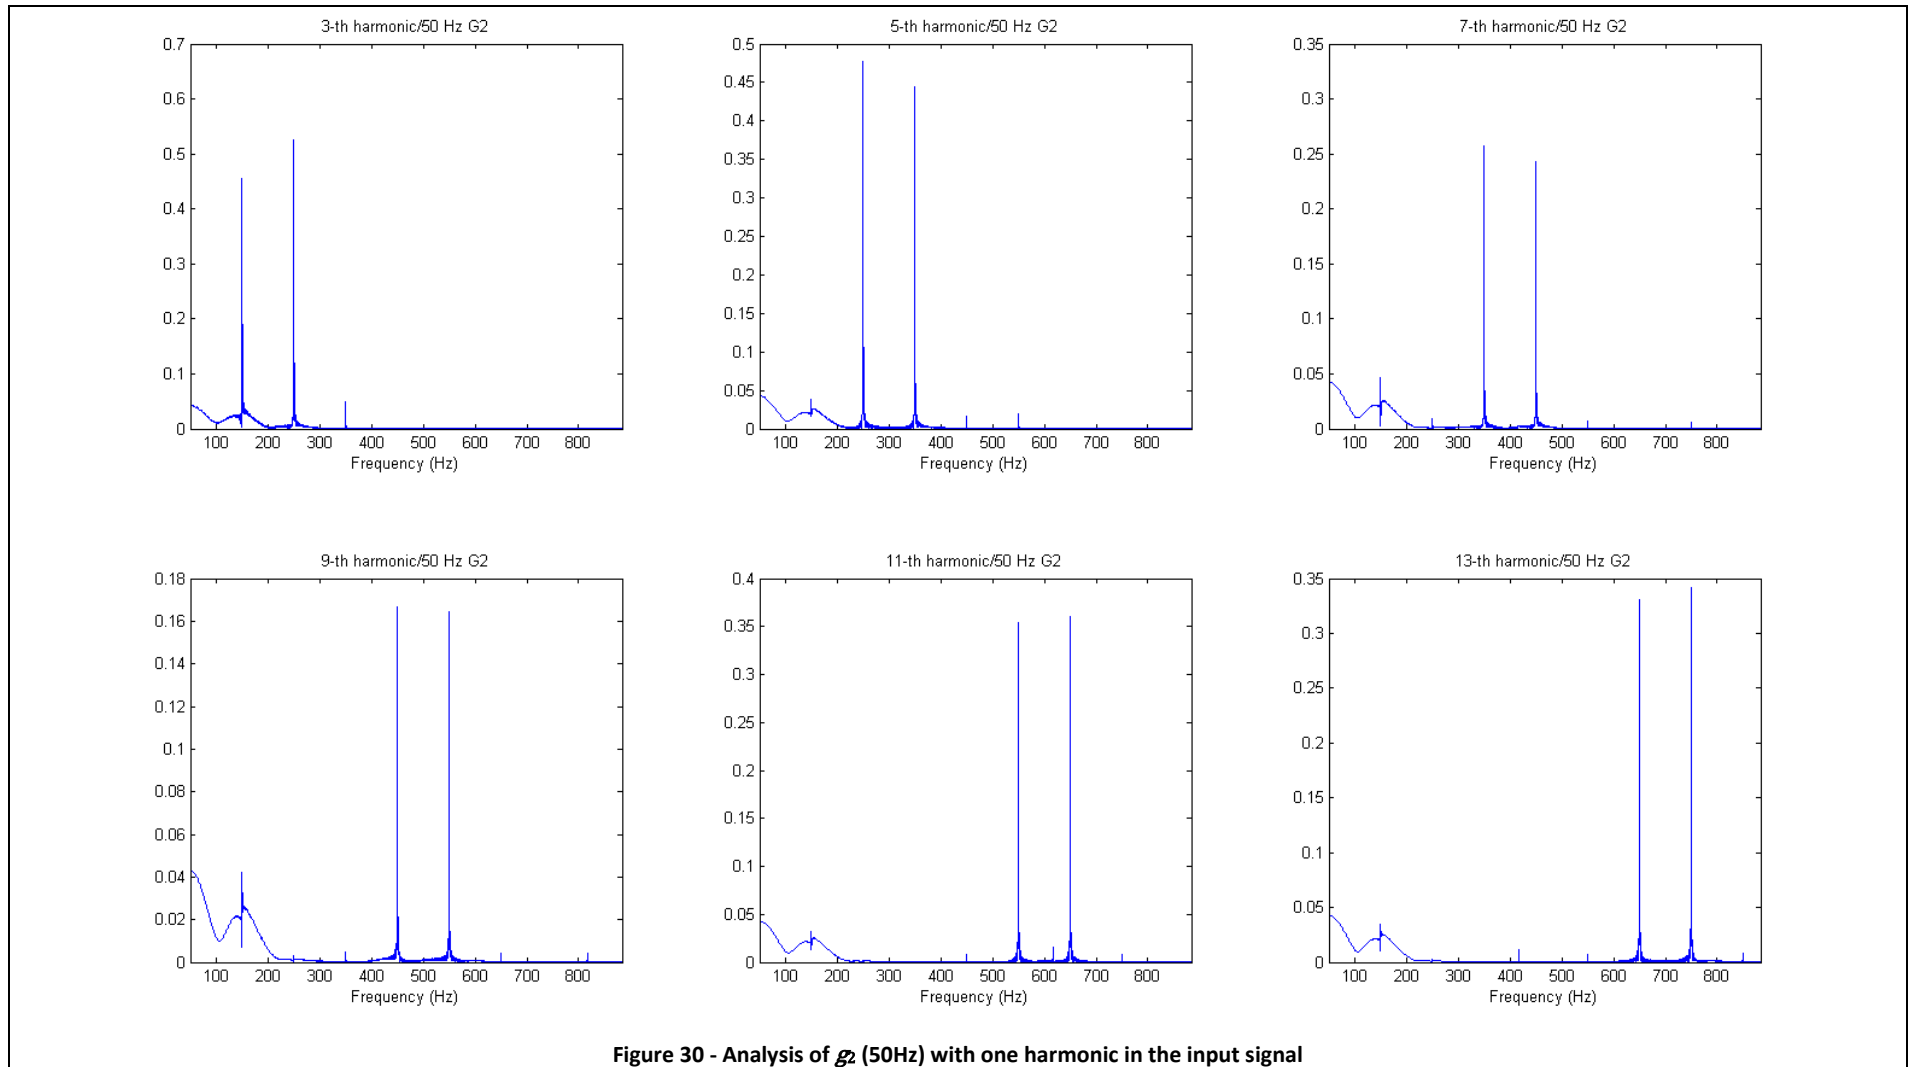 3-th harmonic/50 Hz G2
0.7
0.6
0.5
0.4
0.3
0.2
0.1
0
100 200 300 400 500 600 700 800
Frequency (Hz)
5-th harmonic/50 Hz G2
0.5
0.45
0.4
0.35
0.3
0.25
0.2
0.15
0.1
0.05
0
100 200 300 400 500 600 700 800
Frequency (Hz)
7-th harmonic/50 Hz G2
0.35
0.3
0.25
0.2
0.15
0.1
0.05
0
100 200 300 400 500 600 700 800
Frequency (Hz)
9-th harmonic/50 Hz G2
0.18
0.16
0.14
0.12
0.1
0.08
0.06
0.04
0.02
0
100 200 300 400 500 600 700 800
Frequency (Hz)
11-th harmonic/50 Hz G2
0.4
0.35
0.3
0.25
0.2
0.15
0.1
0.05
0
100 200 300 400 500 600 700 800
Frequency (Hz)
13-th harmonic/50 Hz G2
0.35
0.3
0.25
0.2
0.15
0.1
0.05
0
100 200 300 400 500 600 700 800
Frequency (Hz)
Figure 30 - Analysis of g2 (50Hz) with one harmonic in the input signal